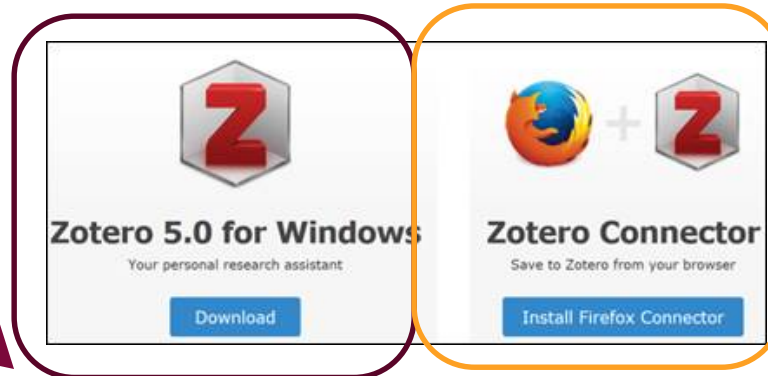 Z
Zotero 5.0 for Windows
Your personal research assistant
Download
+ Z
Zotero Connector
Save to Zotero from your browser
Install Firefox Connector